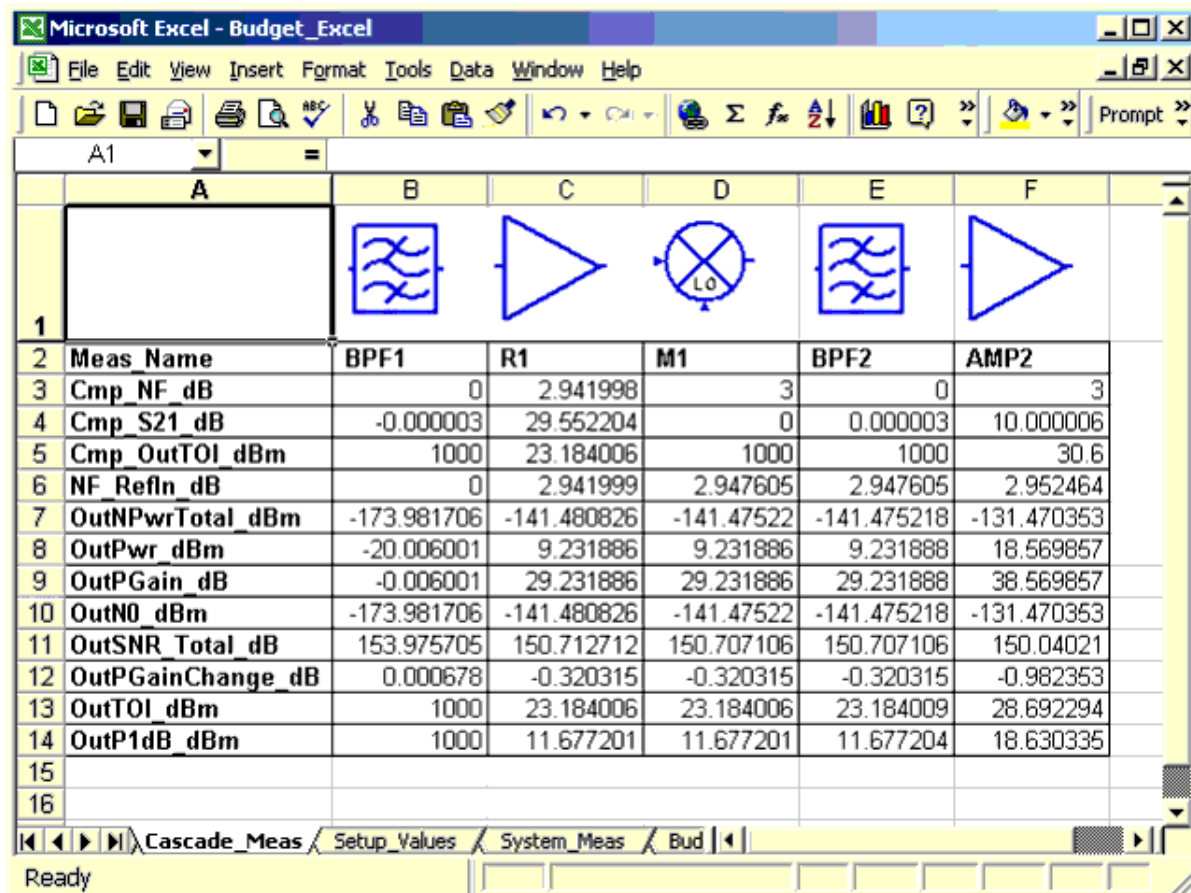 Microsoft Excel - Budget_Excel
File Edit View Insert Format Tools Data Window Help
ABC Σ fx A Z ? » » Prompt »
A1 =
A B C D E F
LO
1
2 Meas_Name BPF1 R1 M1 BPF2 AMP2
3 Cmp_NF_dB 0 2.941998 3 0 3
4 Cmp_S21_dB -0.000003 29.552204 0 0.000003 10.000006
5 Cmp_OutTOI_dBm 1000 23.184006 1000 1000 30.6
6 NF_RefIn_dB 0 2.941999 2.947605 2.947605 2.952464
7 OutNPwrTotal_dBm -173.981706 -141.480826 -141.47522 -141.475218 -131.470353
8 OutPwr_dBm -20.006001 9.231886 9.231886 9.231888 18.569857
9 OutPGain_dB -0.006001 29.231886 29.231886 29.231888 38.569857
10 OutN0_dBm -173.981706 -141.480826 -141.47522 -141.475218 -131.470353
11 OutSNR_Total_dB 153.975705 150.712712 150.707106 150.707106 150.04021
12 OutPGainChange_dB 0.000678 -0.320315 -0.320315 -0.320315 -0.982353
13 OutTOI_dBm 1000 23.184006 23.184006 23.184009 28.692294
14 OutP1dB_dBm 1000 11.677201 11.677201 11.677204 18.630335
15
16
Cascade_Meas Setup_Values System_Meas Bud
Ready